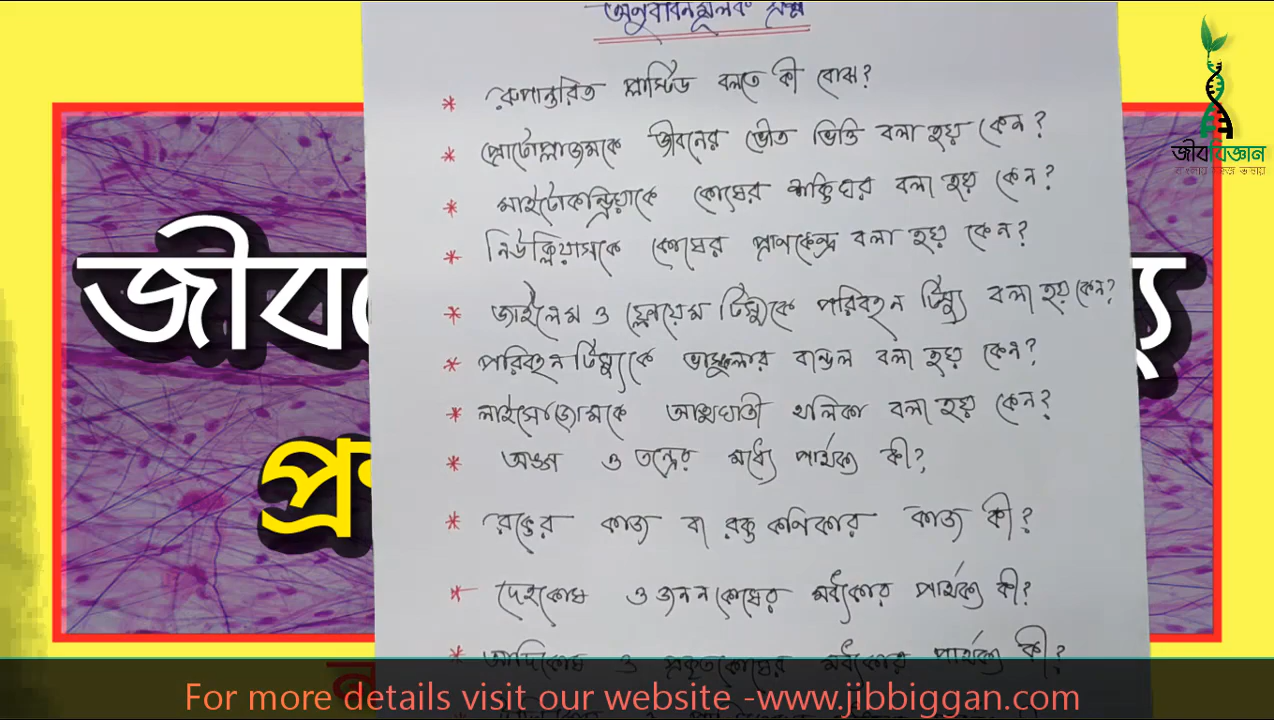 অনুধাবনমূলক প্রশ্ন
* রূপান্তরিত প্লাস্টিড বলতে কী বোঝ?
* প্রোটোপ্লাজমকে জীবনের ভৌত ভিত্তি বলা হয় কেন?
* মাইটোকন্ড্রিয়াকে কোষের শক্তিঘর বলা হয় কেন?
* নিউক্লিয়াসকে কোষের প্রাণকেন্দ্র বলা হয় কেন?
* জাইলেম ও ফ্লোয়েম টিস্যুকে পরিবহন টিস্যু বলা হয় কেন?
* পরিবহন টিস্যুকে ভাস্কুলার বান্ডল বলা হয় কেন?
* লাইসোজোমকে আত্মঘাতী থলিকা বলা হয় কেন?
* অঙ্গ ও তন্ত্রের মধ্যে পার্থক্য কী?
* রক্তের কাজ বা রক্ত কণিকার কাজ কী?
* দেহকোষ ও জননকোষের মধ্যকার পার্থক্য কী?
* আদিকোষ ও প্রকৃতকোষের মধ্যকার পার্থক্য কী?
জীববিজ্ঞান
বাংলায় সহজ ভাষায়
For more details visit our website -www.jibbiggan.com